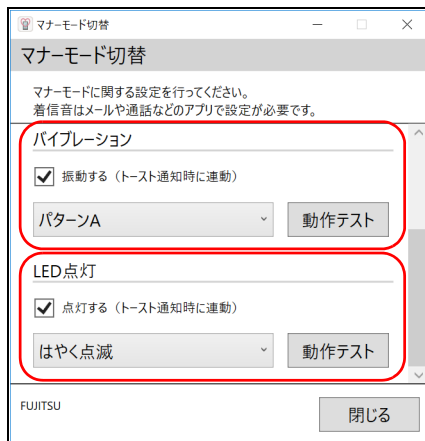 マナーモード切替
マナーモード切替
マナーモードに関する設定を行ってください。
着信音はメールや通話などのアプリで設定が必要です。
バイブレーション
振動する（トースト通知時に連動）
パターンA
動作テスト
LED点灯
点灯する（トースト通知時に連動）
はやく点滅
動作テスト
FUJITSU
閉じる